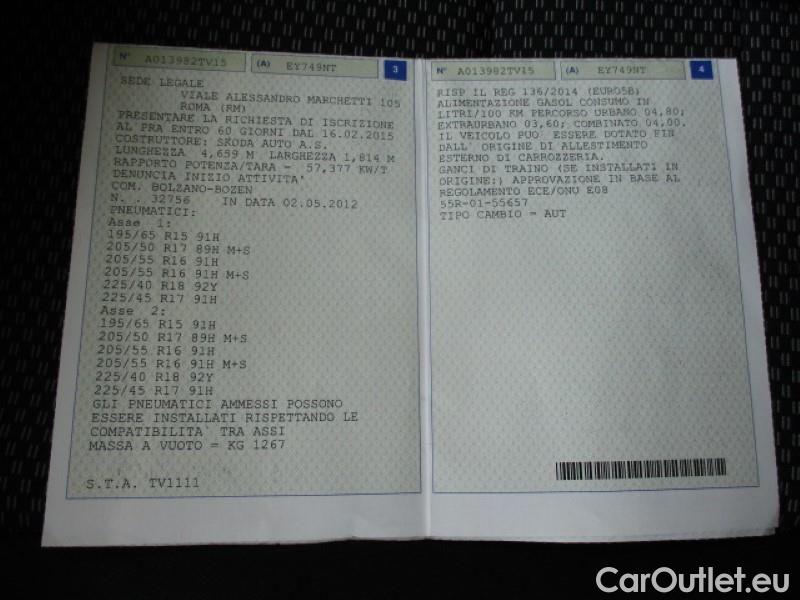 N° A013982TV15 (A) EY749NT 3
SEDE LEGALE
VIALE ALESSANDRO MARCHETTI 105
ROMA (RM)
PRESENTARE LA RICHIESTA DI ISCRIZIONE
AL PRA ENTRO 60 GIORNI DAL 16.02.2015
COSTRUTTORE: SKODA AUTO A.S.
LUNGHEZZA 4,659 M LARGHEZZA 1,814 M
RAPPORTO POTENZA/TARA = 57,377 KW/T
DENUNCIA INIZIO ATTIVITA'
COM. BOLZANO-BOZEN
N. . 32756 IN DATA 02.05.2012
PNEUMATICI:
Asse 1:
195/65 R15 91H
205/50 R17 89H M+S
205/55 R16 91H
205/55 R16 91H M+S
225/40 R18 92Y
225/45 R17 91H
Asse 2:
195/65 R15 91H
205/50 R17 89H M+S
205/55 R16 91H
205/55 R16 91H M+S
225/40 R18 92Y
225/45 R17 91H
GLI PNEUMATICI AMMESSI POSSONO
ESSERE INSTALLATI RISPETTANDO LE
COMPATIBILITA` TRA ASSI
MASSA A VUOTO = KG 1267
S.T.A. TV1111
N° A013982TV15 (A) EY749NT 4
RISP IL REG 136/2014 (EURO5B)
ALIMENTAZIONE GASOL CONSUMO IN
LITRI/100 KM PERCORSO URBANO 04,80;
EXTRAURBANO 03,60; COMBINATO 04,00.
IL VEICOLO PUO` ESSERE DOTATO FIN
DALL' ORIGINE DI ALLESTIMENTO
ESTERNO DI CARROZZERIA.
GANCI DI TRAINO (SE INSTALLATI IN
ORIGINE;) APPROVAZIONE IN BASE AL
REGOLAMENTO ECE/ONU E08
55R-01-55657
TIPO CAMBIO = AUT
CarOutlet.eu